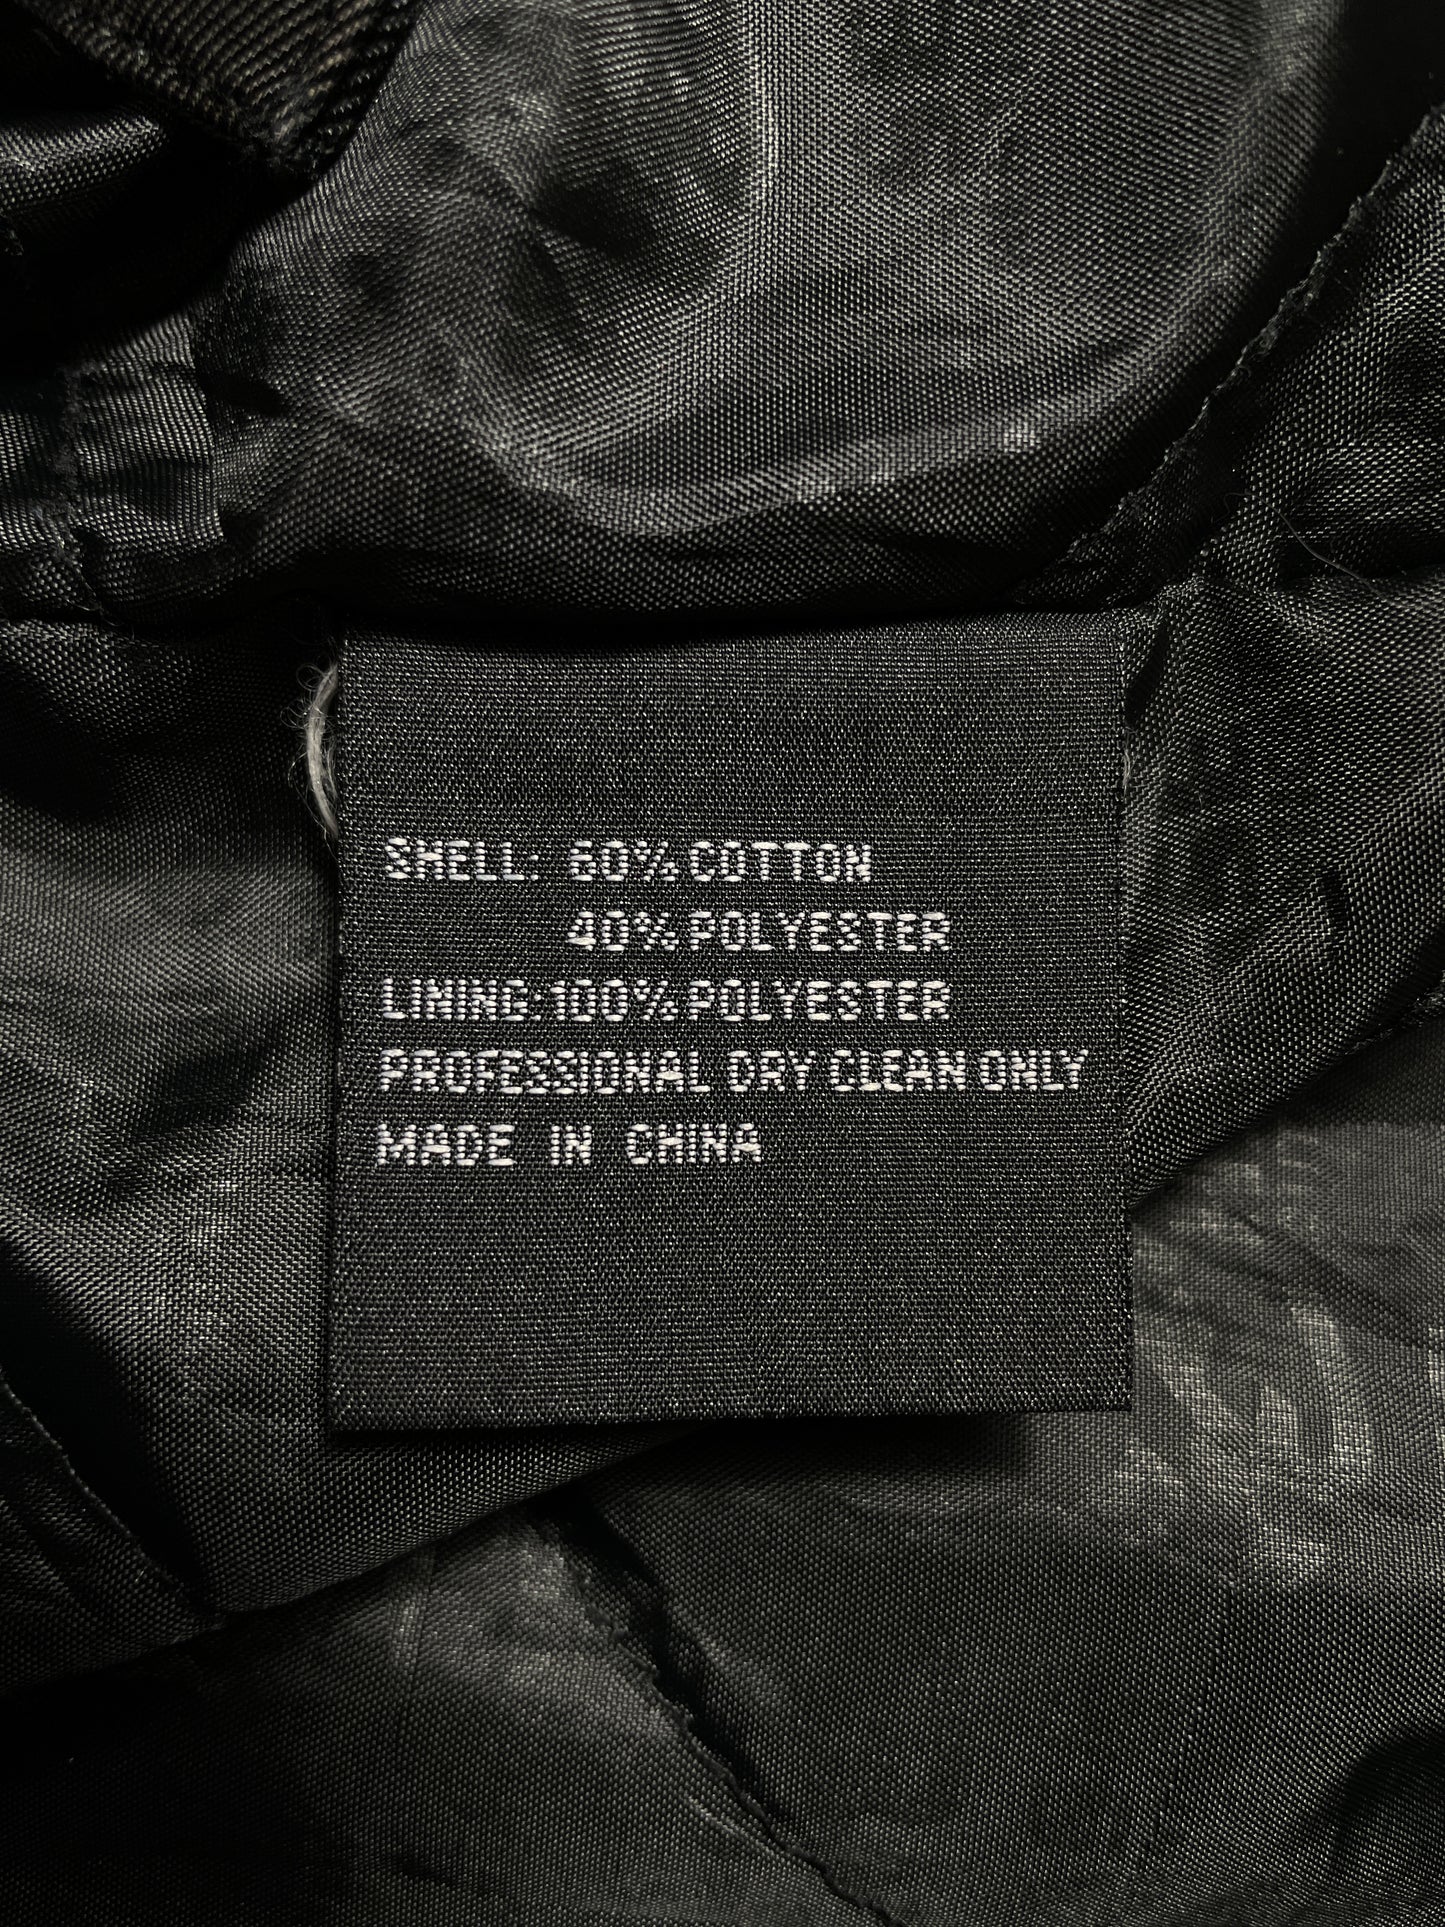 SHELL: 60% COTTON
40% POLYESTER
LINING:100% POLYESTER
PROFESSIONAL DRY CLEAN ONLY
MADE IN CHINA